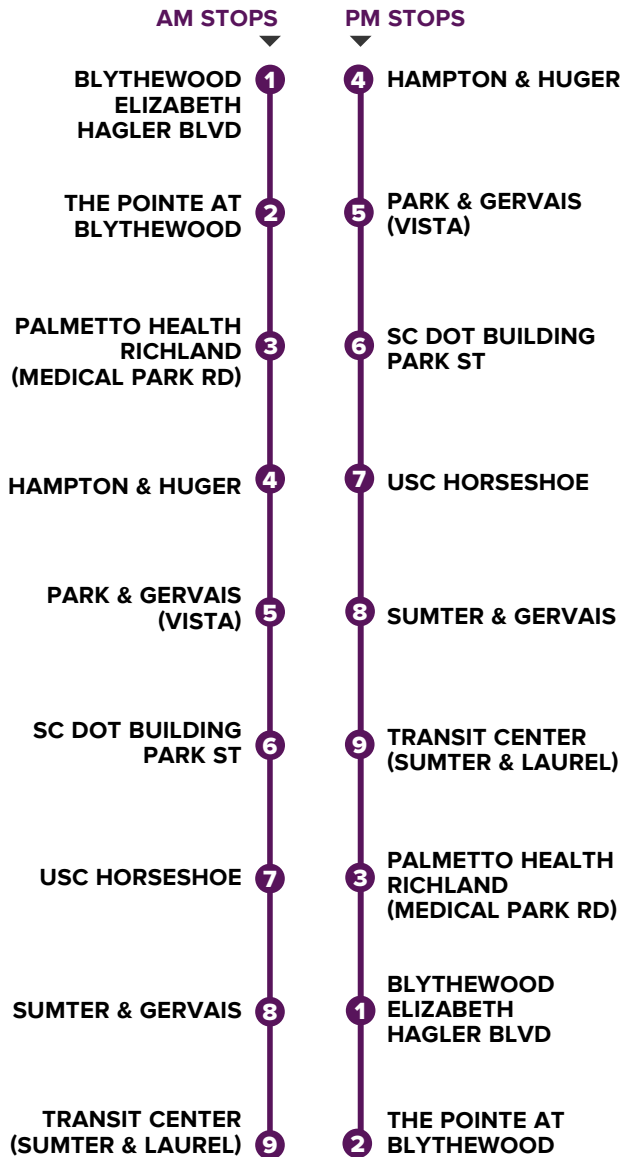 AM STOPS
1
BLYTHEWOOD
ELIZABETH
HAGLER BLVD
2
THE POINTE AT
BLYTHEWOOD
3
PALMETTO HEALTH
RICHLAND
(MEDICAL PARK RD)
4
HAMPTON & HUGER
5
PARK & GERVAIS
(VISTA)
6
SC DOT BUILDING
PARK ST
7
USC HORSESHOE
8
SUMTER & GERVAIS
9
TRANSIT CENTER
(SUMTER & LAUREL)
PM STOPS
4
HAMPTON & HUGER
5
PARK & GERVAIS
(VISTA)
6
SC DOT BUILDING
PARK ST
7
USC HORSESHOE
8
SUMTER & GERVAIS
9
TRANSIT CENTER
(SUMTER & LAUREL)
3
PALMETTO HEALTH
RICHLAND
(MEDICAL PARK RD)
1
BLYTHEWOOD
ELIZABETH
HAGLER BLVD
2
THE POINTE AT
BLYTHEWOOD